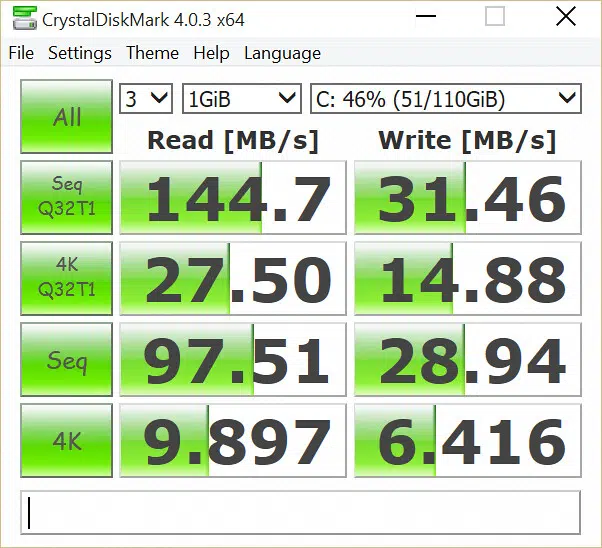 CrystalDiskMark 4.0.3 x64
File Settings Theme Help Language
All 3 1GiB C: 46% (51/110GiB)
Read [MB/s] Write [MB/s]
Seq Q32T1 144.7 31.46
4K Q32T1 27.50 14.88
Seq 97.51 28.94
4K 9.897 6.416